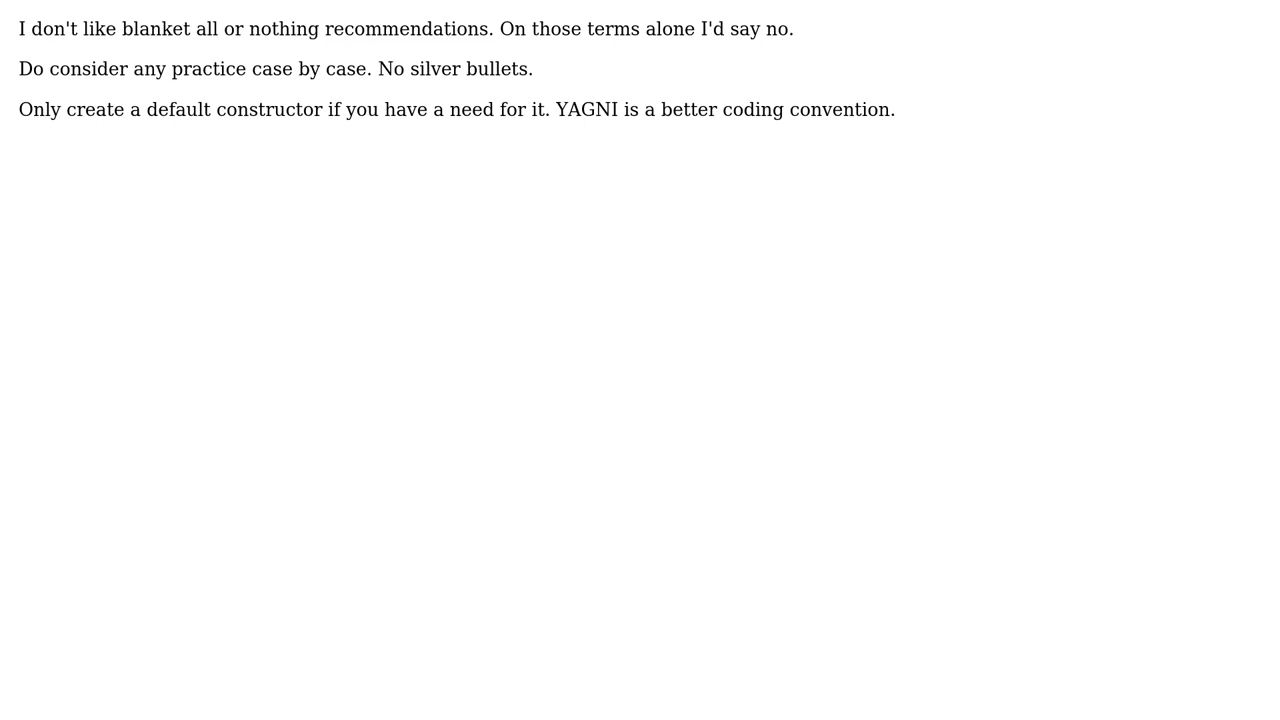 I don't like blanket all or nothing recommendations. On those terms alone I'd say no.
Do consider any practice case by case. No silver bullets.
Only create a default constructor if you have a need for it. YAGNI is a better coding convention.